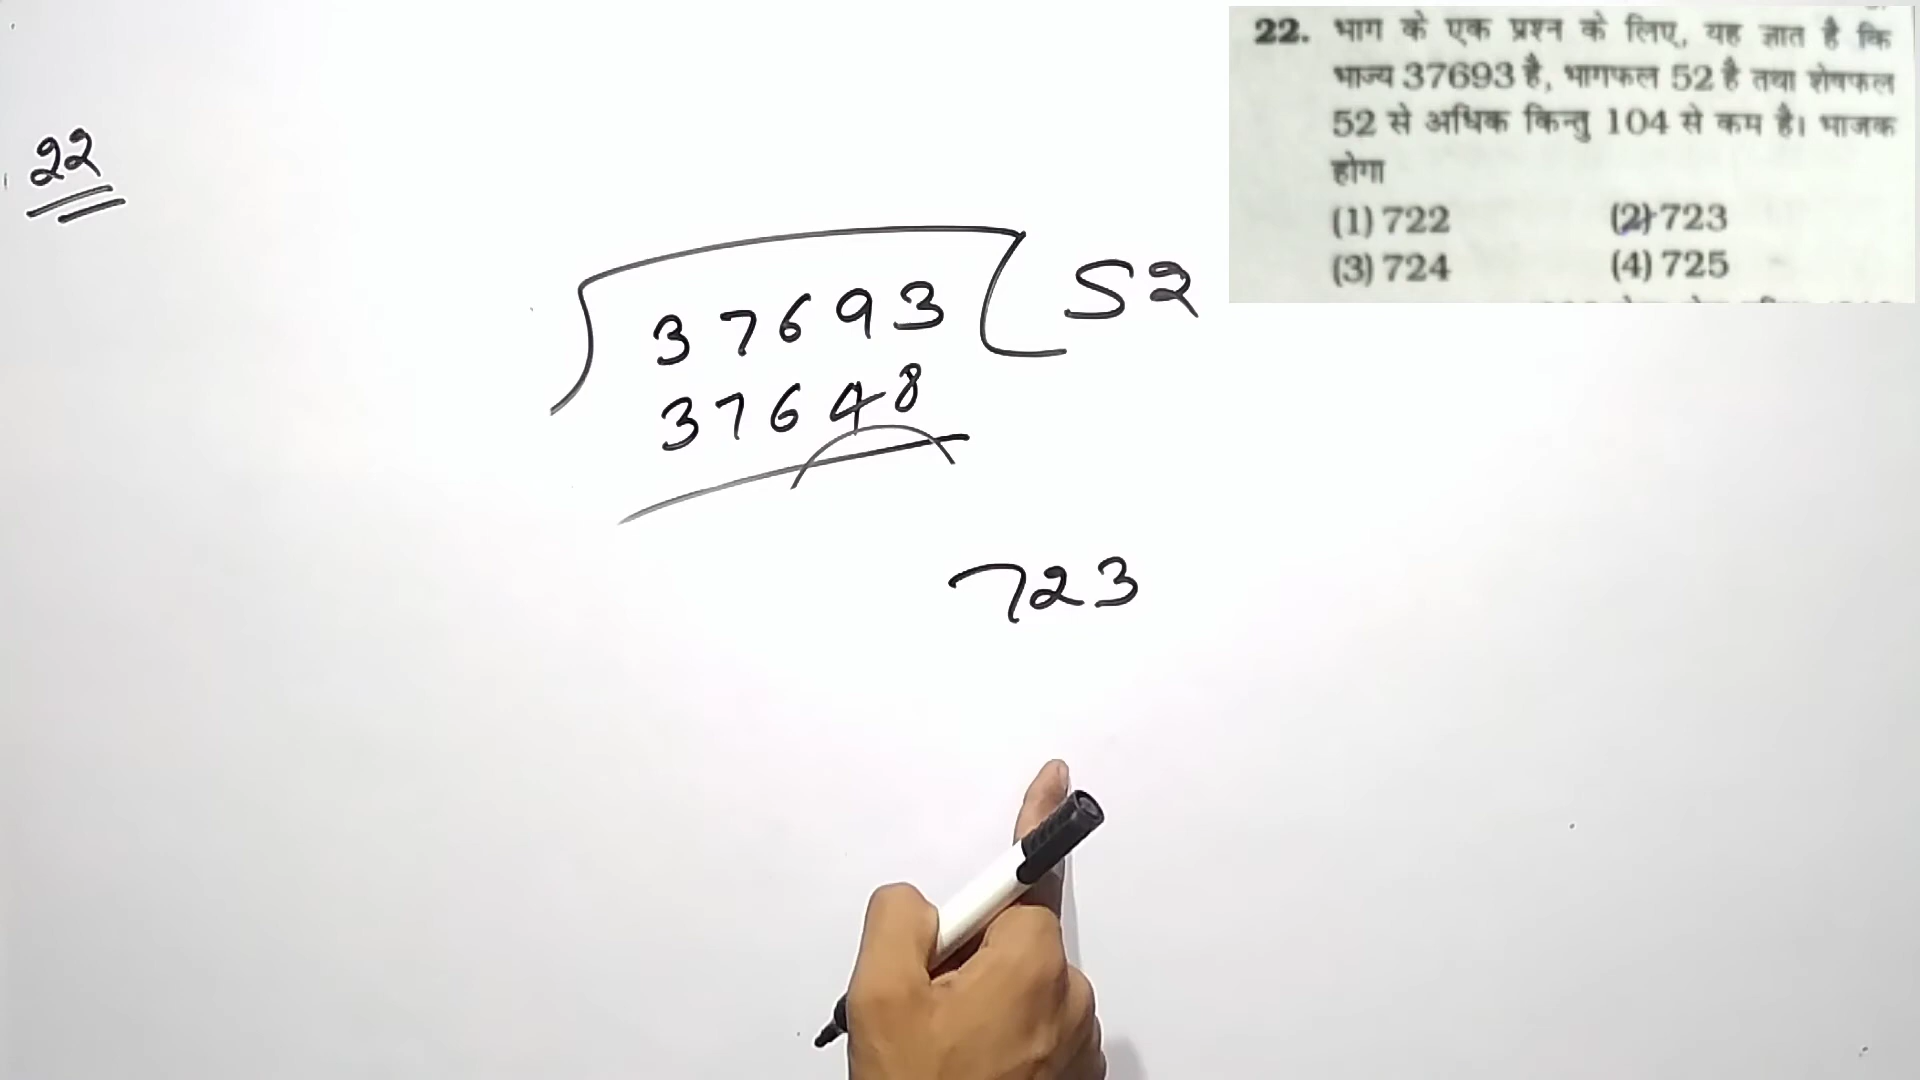 22
37693 52
37648
723
22. भाग के एक प्रश्न के लिए, यह ज्ञात है कि
भाज्य 37693 है, भागफल 52 है तथा शेषफल
52 से अधिक किन्तु 104 से कम है। भाजक
होगा
(1) 722 (2) 723
(3) 724 (4) 725